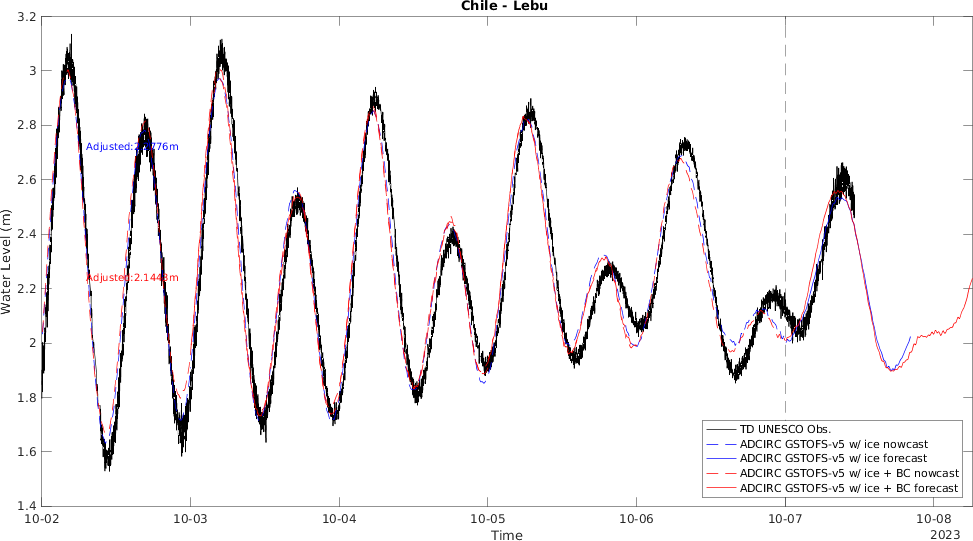 Chile - Lebu
3.2
3
2.8
2.6
2.4
2.2
2
1.8
1.6
1.4
Water Level (m)
Adjusted:
776m
Adjusted:2.1443m
TD UNESCO Obs.
ADCIRC GSTOFS-v5 w/ ice nowcast
ADCIRC GSTOFS-v5 w/ ice forecast
ADCIRC GSTOFS-v5 w/ ice + BC nowcast
ADCIRC GSTOFS-v5 w/ ice + BC forecast
10-02
10-03
10-04
10-05
10-06
10-07
10-08
Time
2023